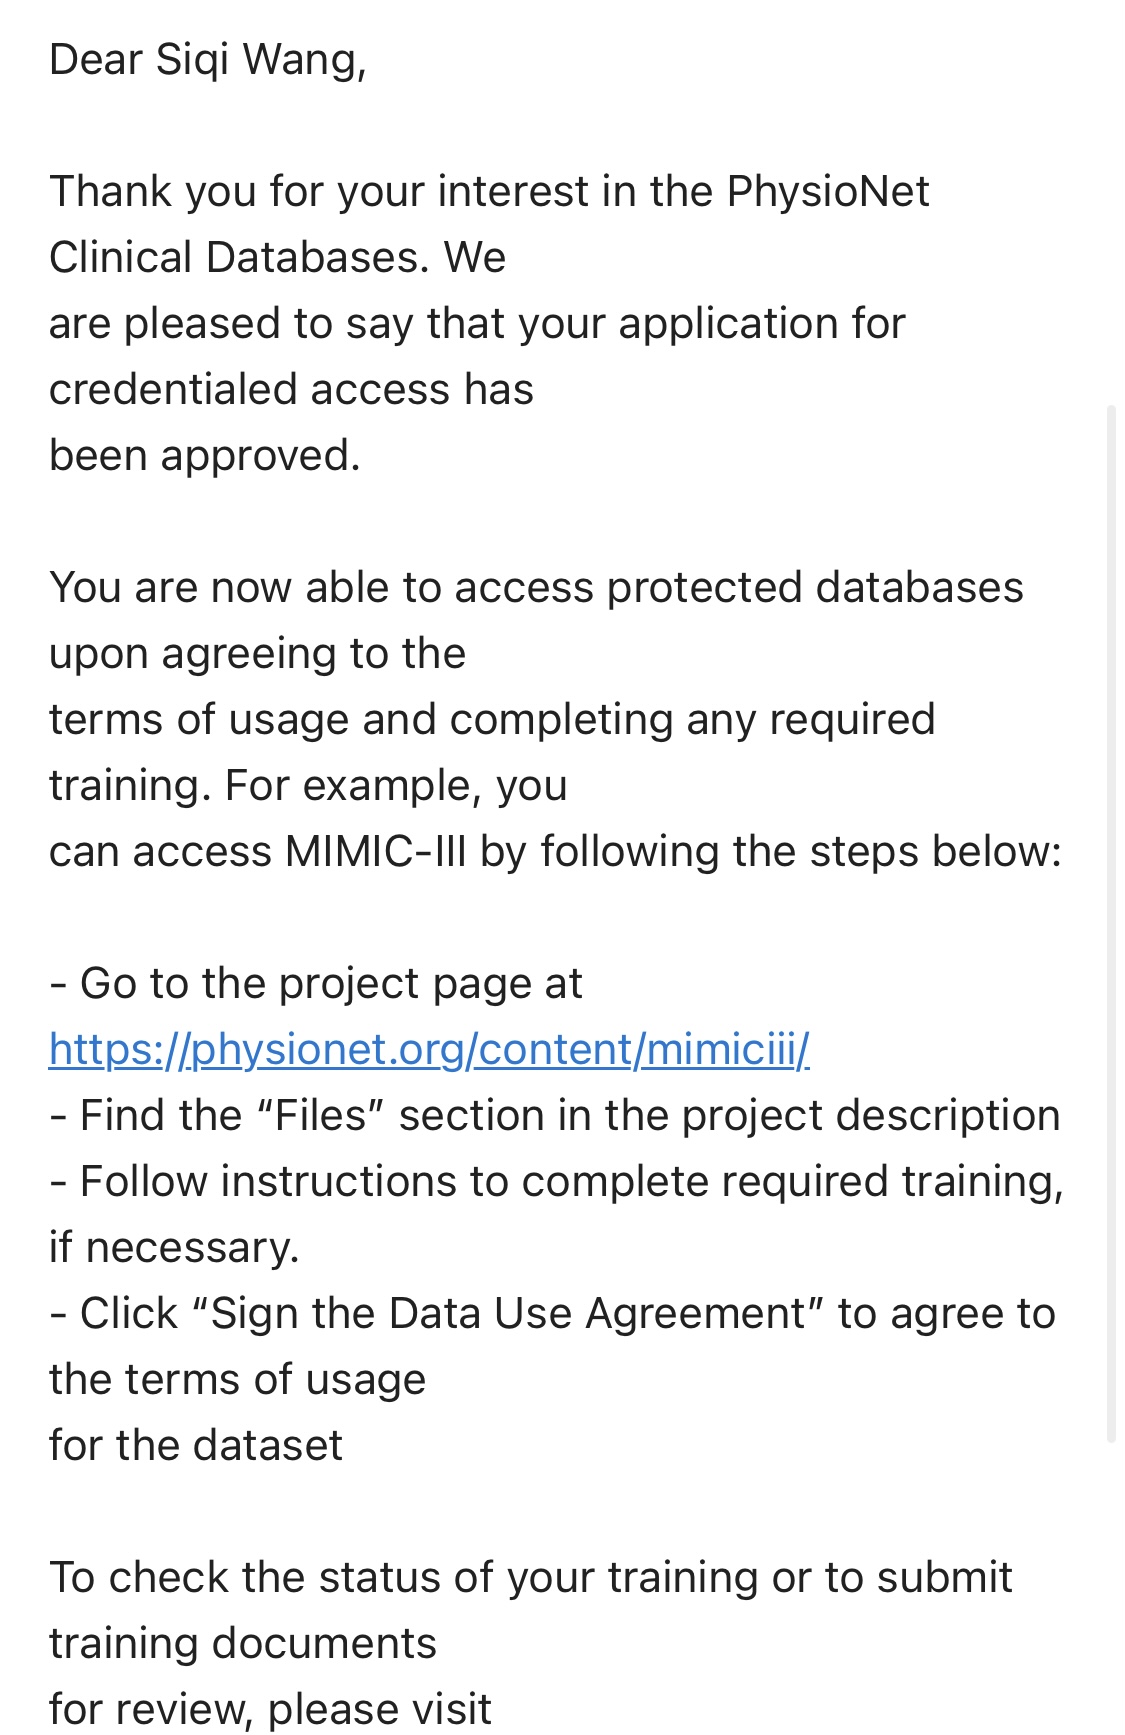 Dear Siqi Wang,
Thank you for your interest in the PhysioNet
Clinical Databases. We
are pleased to say that your application for
credentialed access has
been approved.
You are now able to access protected databases
upon agreeing to the
terms of usage and completing any required
training. For example, you
can access MIMIC-III by following the steps below:
- Go to the project page at
https://physionet.org/content/mimiciii/
- Find the “Files” section in the project description
- Follow instructions to complete required training,
if necessary.
- Click “Sign the Data Use Agreement” to agree to
the terms of usage
for the dataset
To check the status of your training or to submit
training documents
for review, please visit